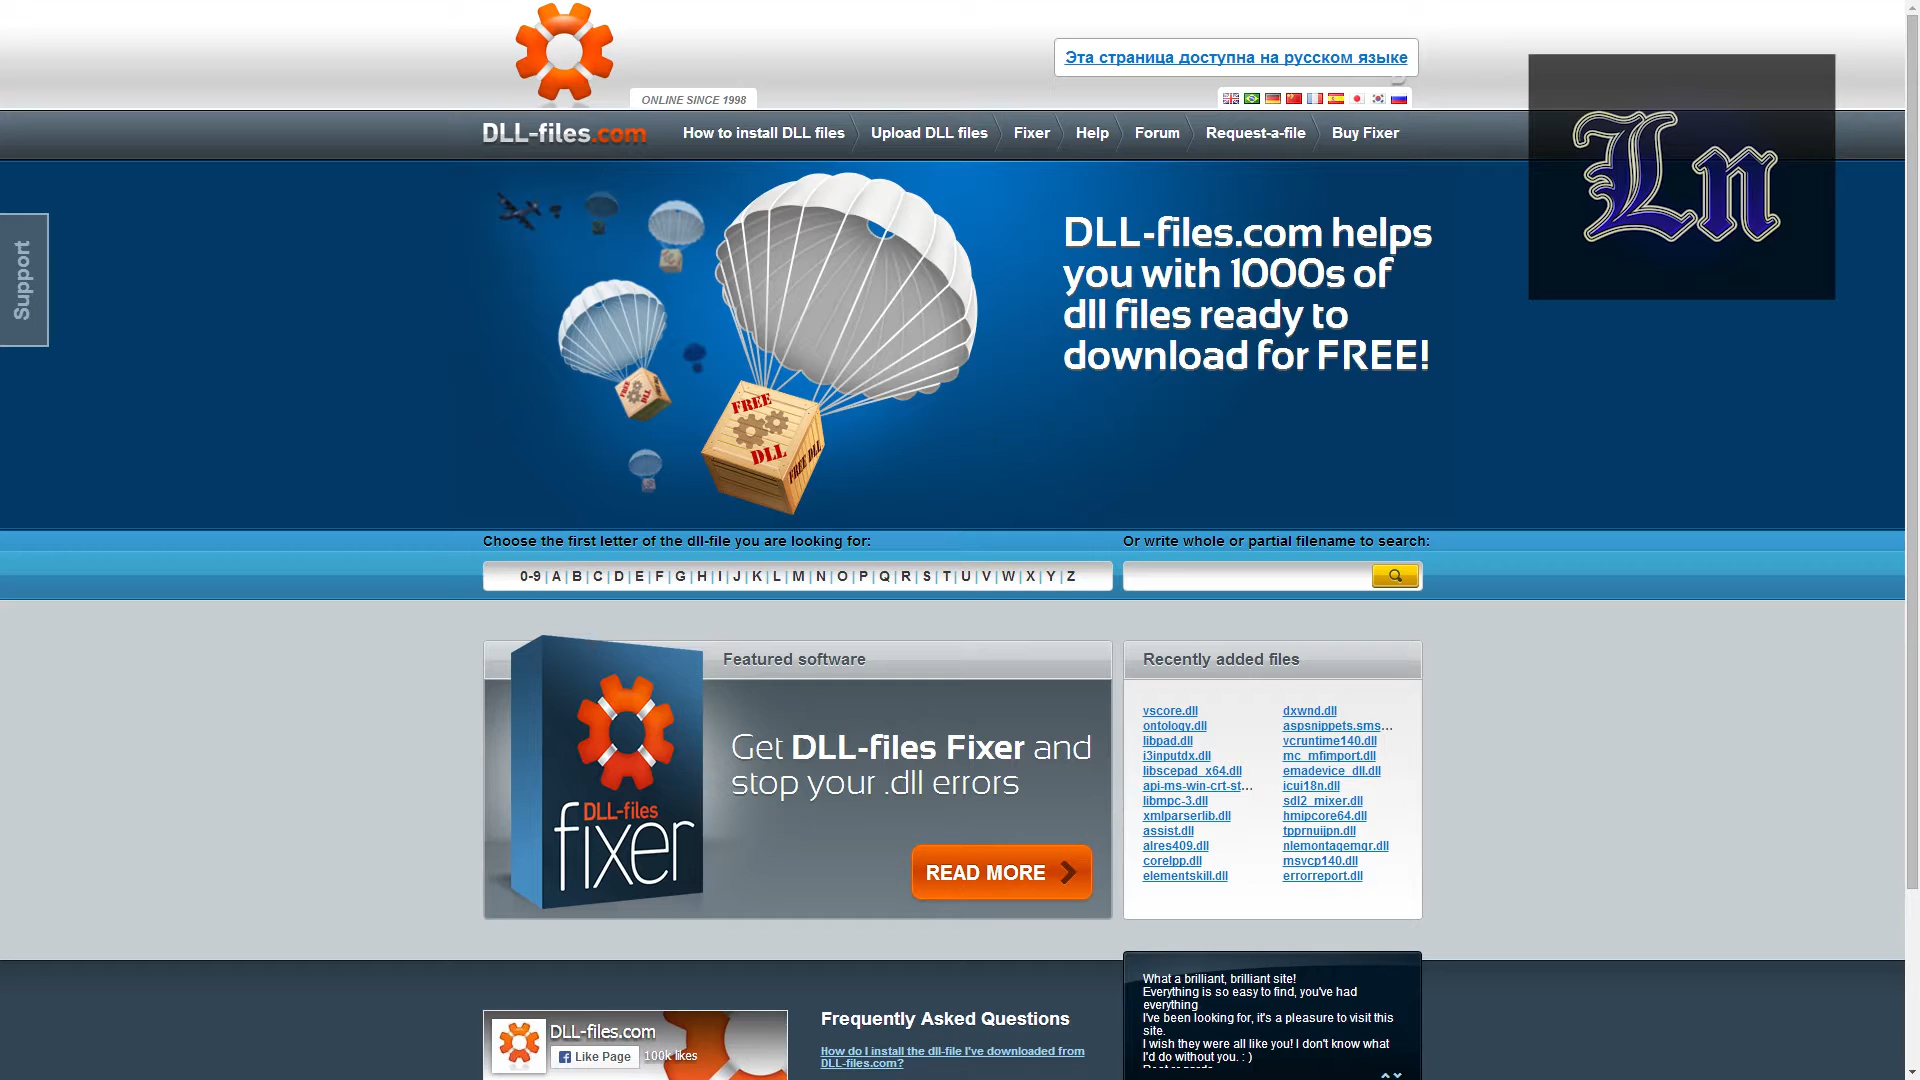 Эта страница доступна на русском языке
ONLINE SINCE 1998
DLL-files.com
How to install DLL files
Upload DLL files
Fixer
Help
Forum
Request-a-file
Buy Fixer
Ln
Support
DLL-files.com helps
you with 1000s of
dll files ready to
download for FREE!
FREE
DLL
FREE DLL
FREE
DLL
Choose the first letter of the dll-file you are looking for:
Or write whole or partial filename to search:
0-9 | A | B | C | D | E | F | G | H | I | J | K | L | M | N | O | P | Q | R | S | T | U | V | W | X | Y | Z
Featured software
Get DLL-files Fixer and
stop your .dll errors
READ MORE
DLL-files
fixer
Recently added files
vscore.dll
ontology.dll
libpad.dll
i3inputdx.dll
libscepad_x64.dll
api-ms-win-crt-st...
libmpc-3.dll
xmlparserlib.dll
assist.dll
alres409.dll
corelpp.dll
elementskill.dll
dxwnd.dll
aspsnippets.sms...
vcruntime140.dll
mc_mfimport.dll
emadevice_dll.dll
icui18n.dll
sdl2_mixer.dll
hmipcore64.dll
tpprnuijpn.dll
nlemontagemgr.dll
msvcp140.dll
errorreport.dll
DLL-files.com
Like Page
100k likes
Frequently Asked Questions
How do I install the dll-file I've downloaded from
DLL-files.com?
What a brilliant, brilliant site!
Everything is so easy to find, you've had
everything
I've been looking for, it's a pleasure to visit this
site.
I wish they were all like you! I don't know what
I'd do without you. : )